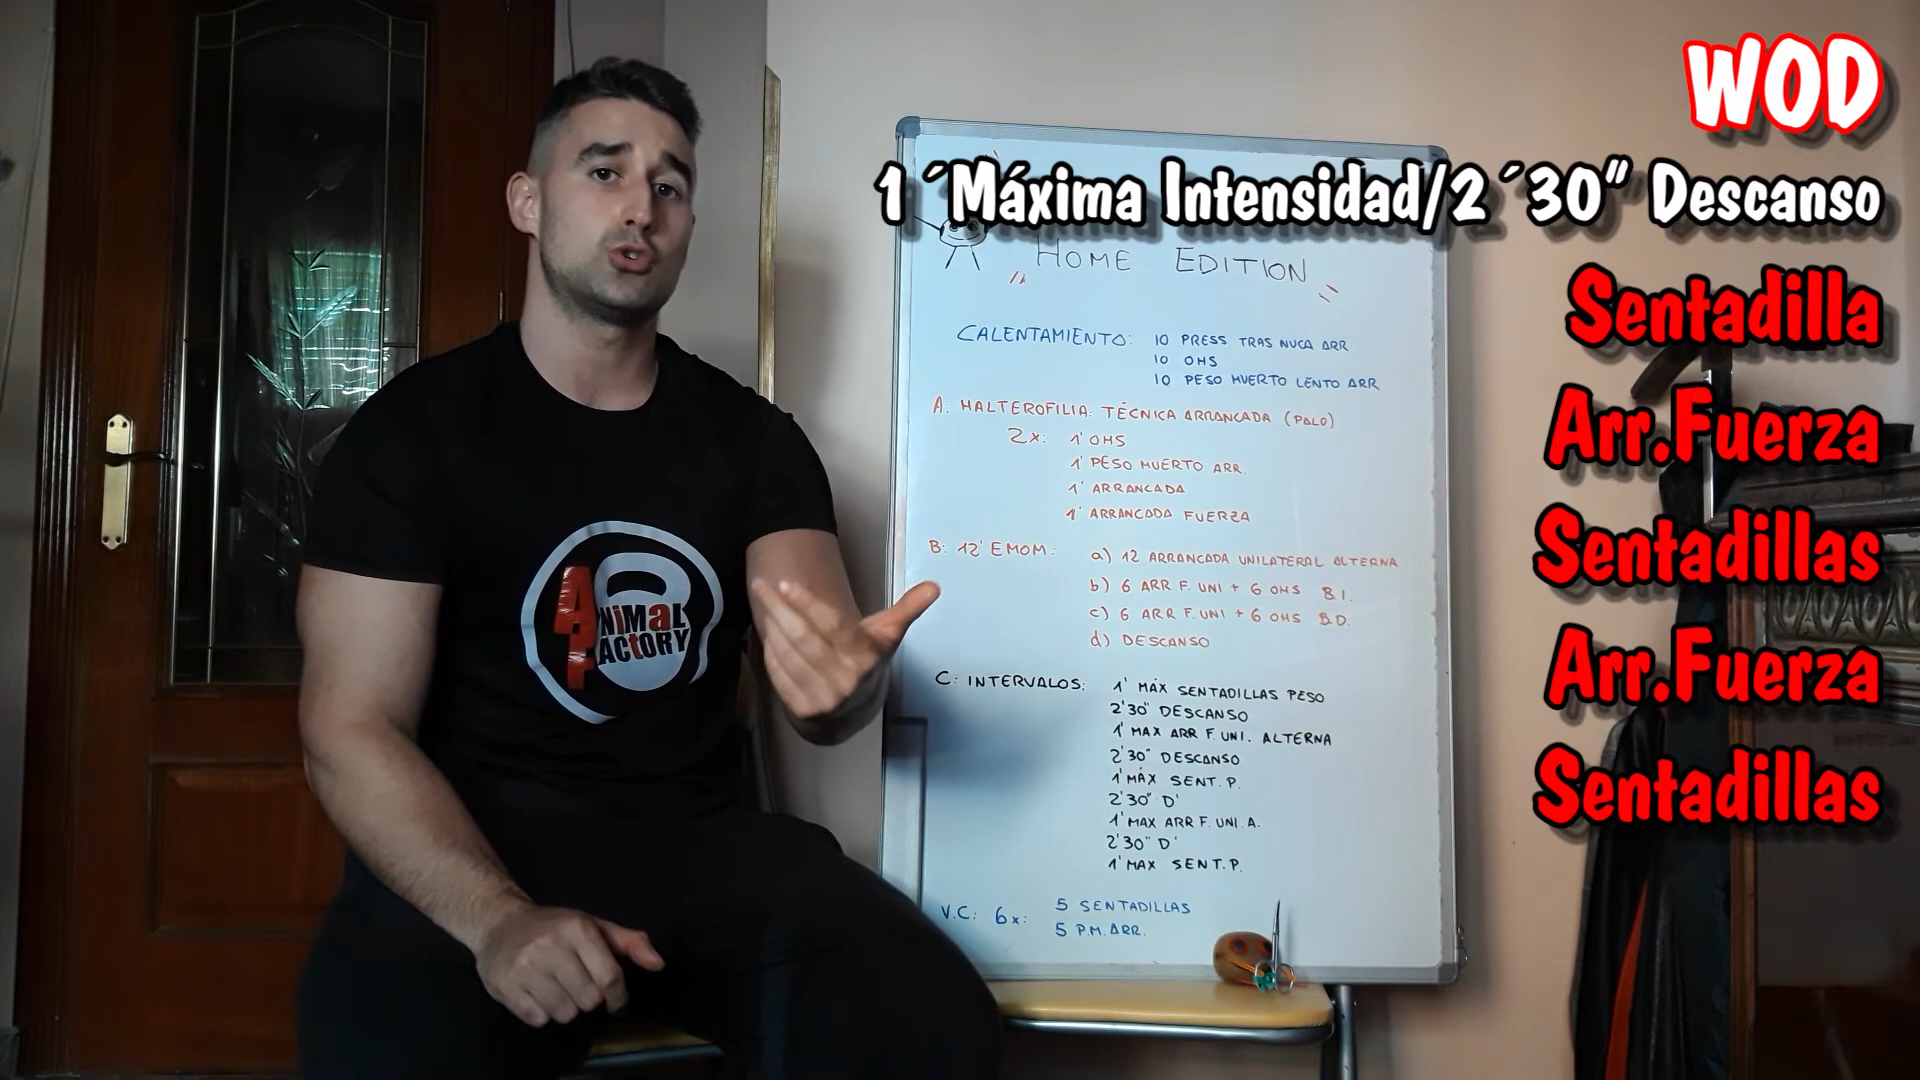 WOD
1´Máxima Intensidad/2´30" Descanso
Sentadilla
Arr.Fuerza
Sentadillas
Arr.Fuerza
Sentadillas
HOME EDITION
CALENTAMIENTO: 10 PRESS TRAS NUCA ARR
10 OHS
10 PESO MUERTO LENTO ARR
A: HALTEROFILIA: TÉCNICA ARRANCADA (PALO)
2x: 1' OHS
1' PESO MUERTO ARR.
1' ARRANCADA
1' ARRANCADA FUERZA
B: 12' EMOM: a) 12 ARRANCADA UNILATERAL ALTERNA
b) 6 ARR F. UNI + 6 OHS B.I.
c) 6 ARR F. UNI + 6 OHS B.D.
d) DESCANSO
C: INTERVALOS: 1' MÁX SENTADILLAS PESO
2'30" DESCANSO
1' MAX ARR F. UNI. ALTERNA
2'30" DESCANSO
1' MÁX SENT. P.
2'30" D'
1' MAX ARR F. UNI. A.
2'30" D'
1' MAX SENT. P.
V.C: 6x: 5 SENTADILLAS
5 P.M. ARR.
ANiMaL
FACtORY